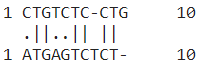 1 CTGTCTC-CTG     10
  .||..|| ||
1 ATGAGTCTCT-     10